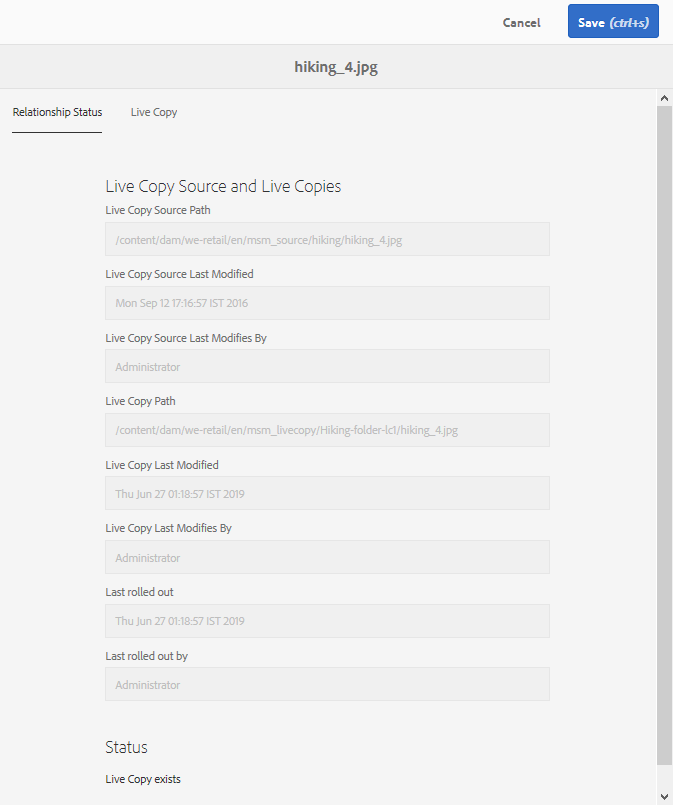 Cancel
Save (ctrl+s)
hiking_4.jpg
Relationship Status
Live Copy
Live Copy Source and Live Copies
Live Copy Source Path
/content/dam/we-retail/en/msm_source/hiking/hiking_4.jpg
Live Copy Source Last Modified
Mon Sep 12 17:16:57 IST 2016
Live Copy Source Last Modifies By
Administrator
Live Copy Path
/content/dam/we-retail/en/msm_livecopy/Hiking-folder-lc1/hiking_4.jpg
Live Copy Last Modified
Thu Jun 27 01:18:57 IST 2019
Live Copy Last Modifies By
Administrator
Last rolled out
Thu Jun 27 01:18:57 IST 2019
Last rolled out by
Administrator
Status
Live Copy exists